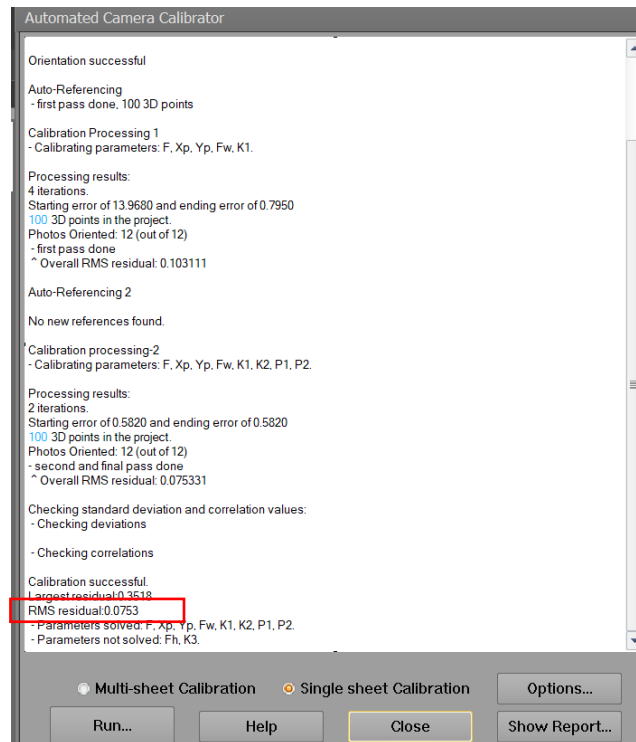 Automated Camera Calibrator
Orientation successful
Auto-Referencing
- first pass done, 100 3D points
Calibration Processing 1
- Calibrating parameters: F, Xp, Yp, Fw, K1.
Processing results:
4 iterations.
Starting error of 13.9680 and ending error of 0.7950
100 3D points in the project.
Photos Oriented: 12 (out of 12)
- first pass done
^ Overall RMS residual: 0.103111
Auto-Referencing 2
No new references found.
Calibration processing-2
- Calibrating parameters: F, Xp, Yp, Fw, K1, K2, P1, P2.
Processing results:
2 iterations.
Starting error of 0.5820 and ending error of 0.5820
100 3D points in the project.
Photos Oriented: 12 (out of 12)
- second and final pass done
^ Overall RMS residual: 0.075331
Checking standard deviation and correlation values:
- Checking deviations
- Checking correlations
Calibration successful.
Largest residual:0.3518
RMS residual:0.0753
- Parameters solved: F, Xp, Yp, Fw, K1, K2, P1, P2.
- Parameters not solved: Fh, K3.
Multi-sheet Calibration Single sheet Calibration Options...
Run... Help Close Show Report...